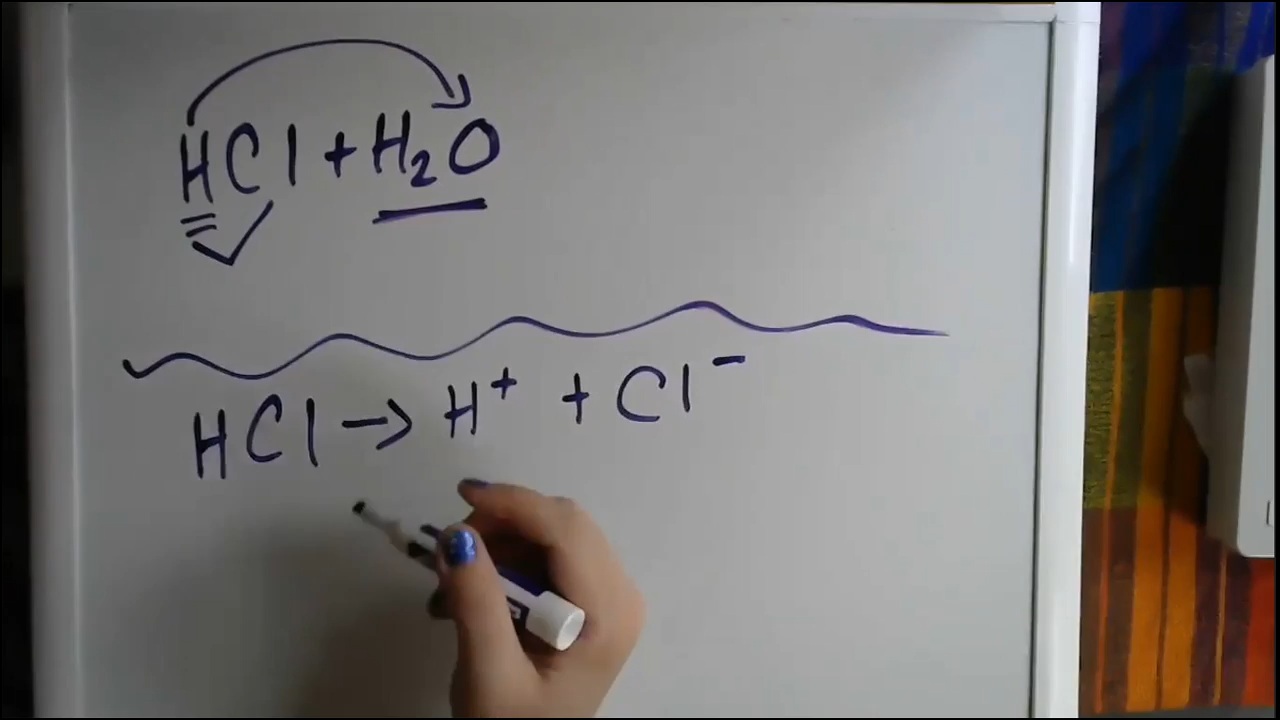 HCl + H₂O
HCl → H⁺ + Cl⁻